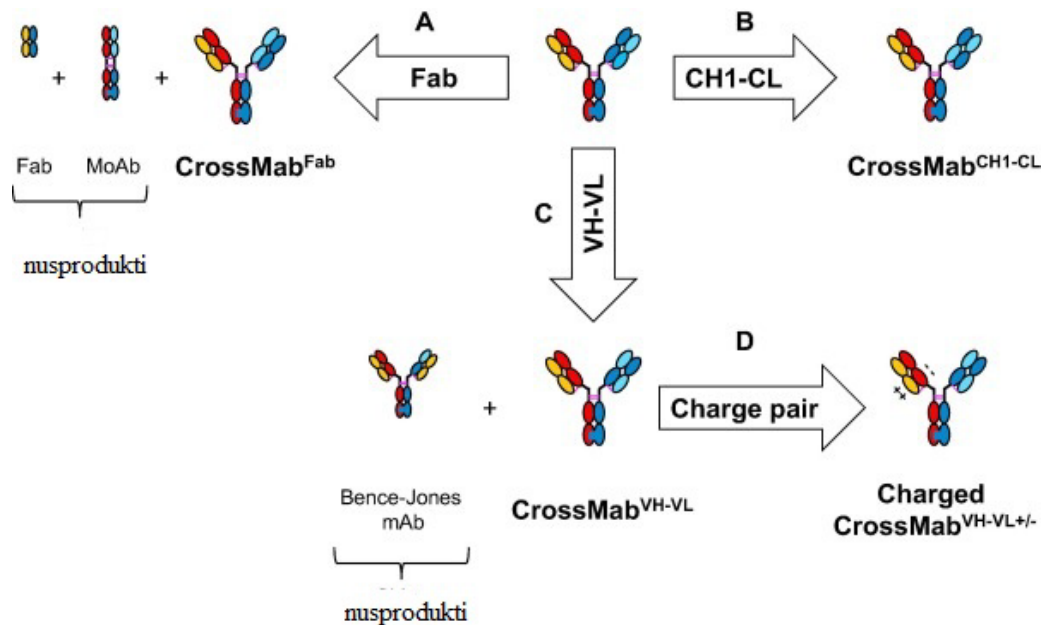 A
B
Fab
CH1-CL
+
+
Fab
MoAb
CrossMab^Fab
CrossMab^CH1-CL
nusprodukti
C
VH-VL
D
+
Charge pair
++
--
Bence-Jones
mAb
CrossMab^VH-VL
Charged
CrossMab^VH-VL+/-
nusprodukti